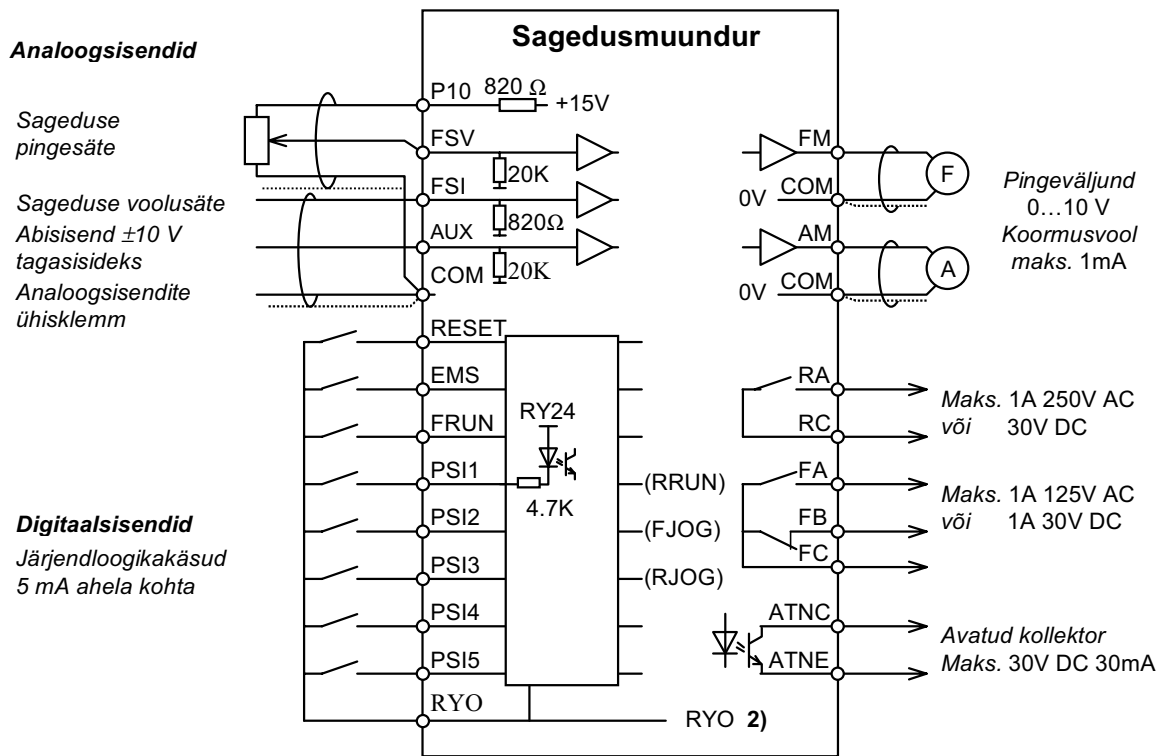 Sagedusmuundur
Analoogsisendid
P10
820 Ω
+15V
Sageduse
pingesäte
FSV
20K
FSI
Sageduse voolusäte
820Ω
Abisisend ±10 V
tagasisideks
AUX
20K
COM
Analoogsisendite
ühisklemm
FM
F
0V
COM
AM
A
0V
COM
Pingeväljund
0…10 V
Koormusvool
maks. 1mA
RESET
EMS
FRUN
PSI1
PSI2
PSI3
PSI4
PSI5
RYO
RY24
4.7K
(RRUN)
(FJOG)
(RJOG)
RYO 2)
Digitaalsisendid
Järjendloogikakäsud
5 mA ahela kohta
RA
RC
Maks. 1A 250V AC
või 30V DC
FA
FB
FC
Maks. 1A 125V AC
või 1A 30V DC
ATNC
ATNE
Avatud kollektor
Maks. 30V DC 30mA